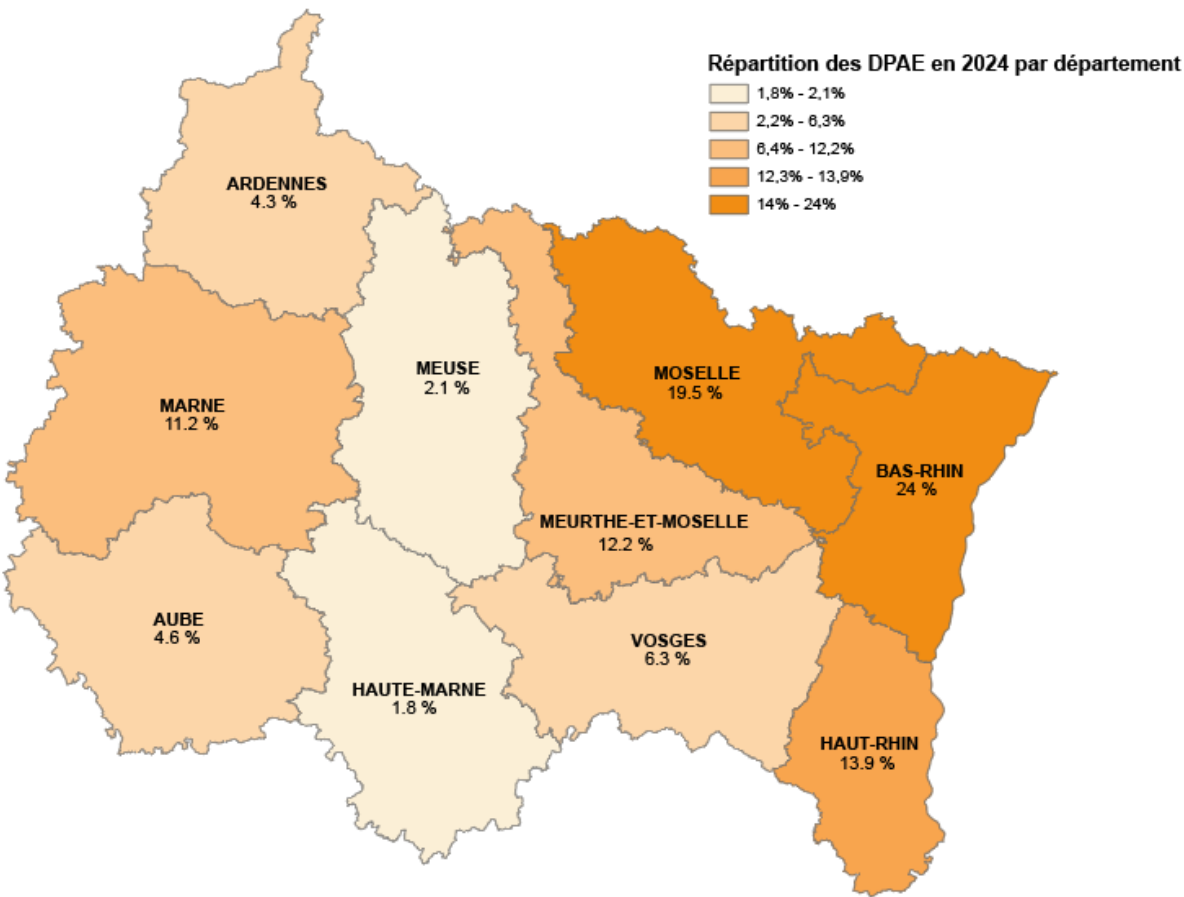 Répartition des DPAE en 2024 par département
1,8% - 2,1%
2,2% - 6,3%
6,4% - 12,2%
12,3% - 13,9%
14% - 24%
ARDENNES
4.3 %
MEUSE
2.1 %
MOSELLE
19.5 %
MARNE
11.2 %
BAS-RHIN
24 %
MEURTHE-ET-MOSELLE
12.2 %
AUBE
4.6 %
VOSGES
6.3 %
HAUTE-MARNE
1.8 %
HAUT-RHIN
13.9 %